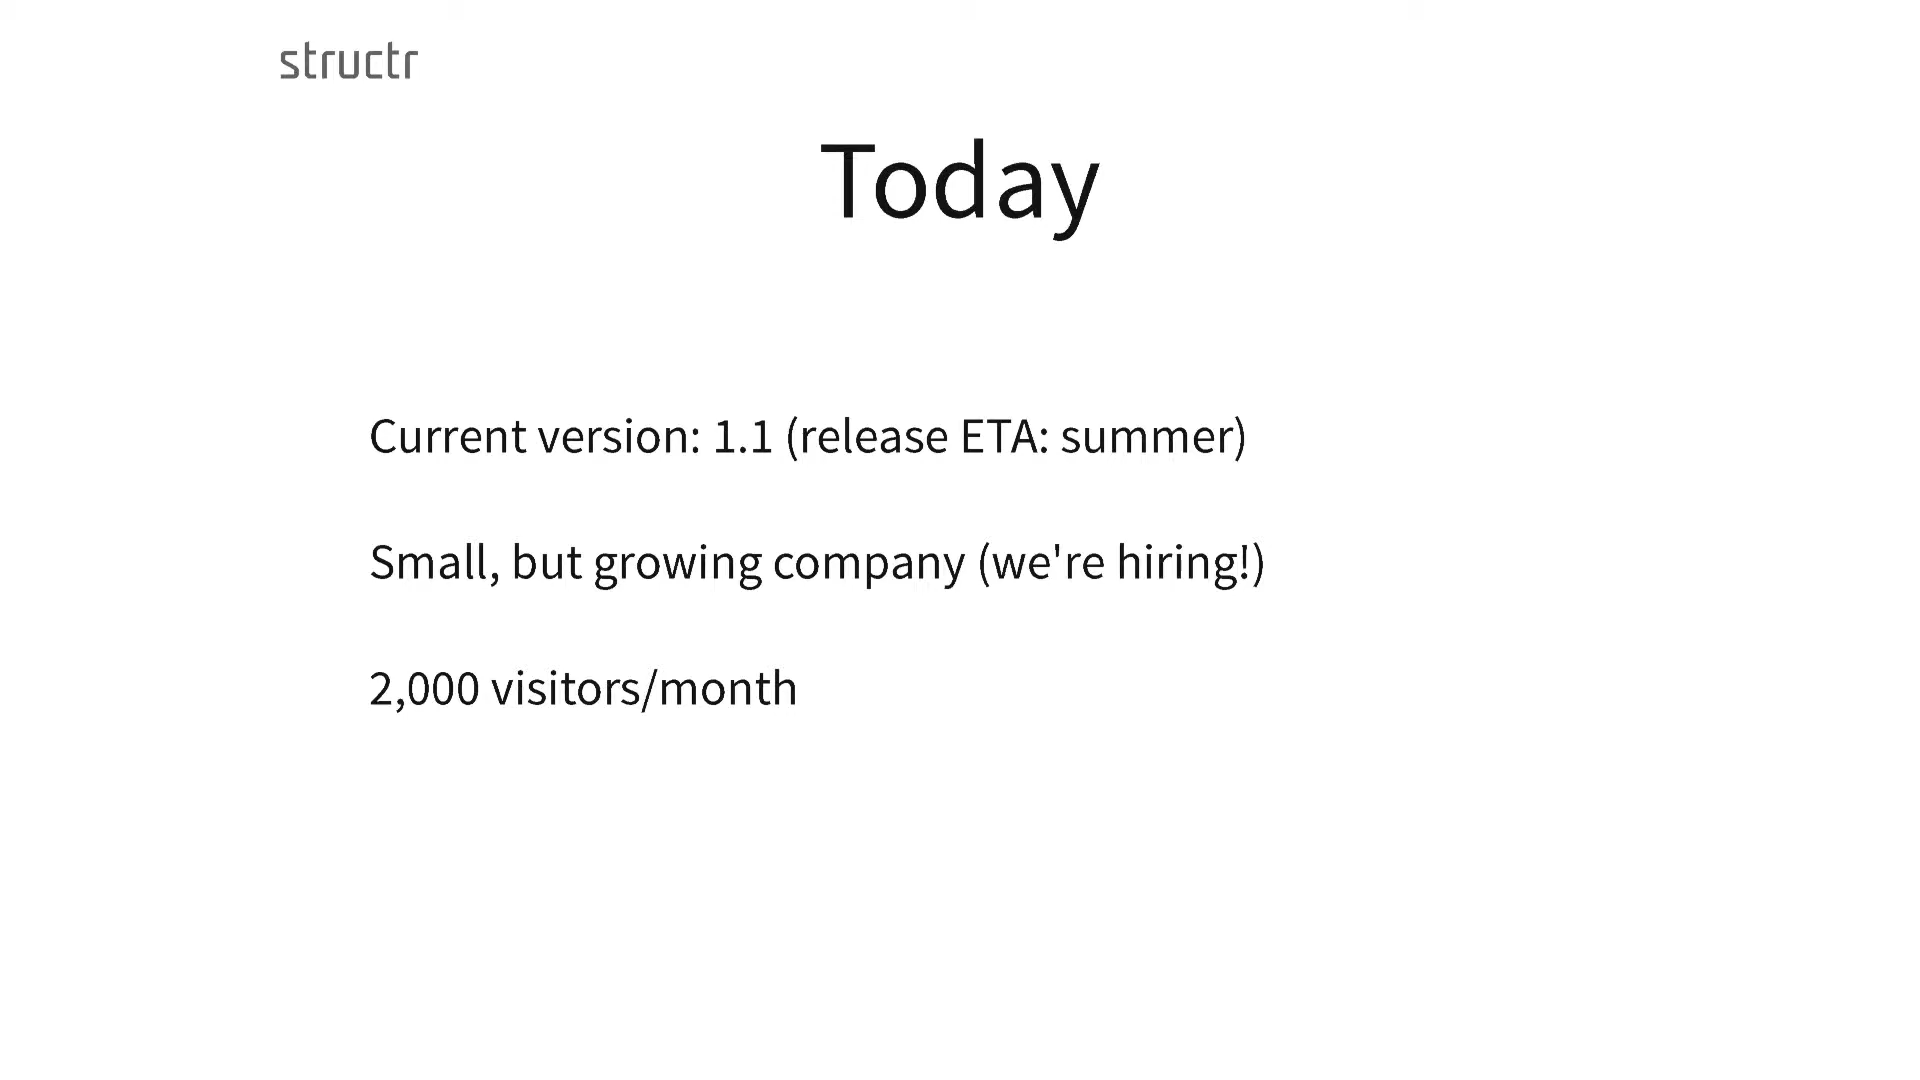 structr
Today
Current version: 1.1 (release ETA: summer)
Small, but growing company (we're hiring!)
2,000 visitors/month